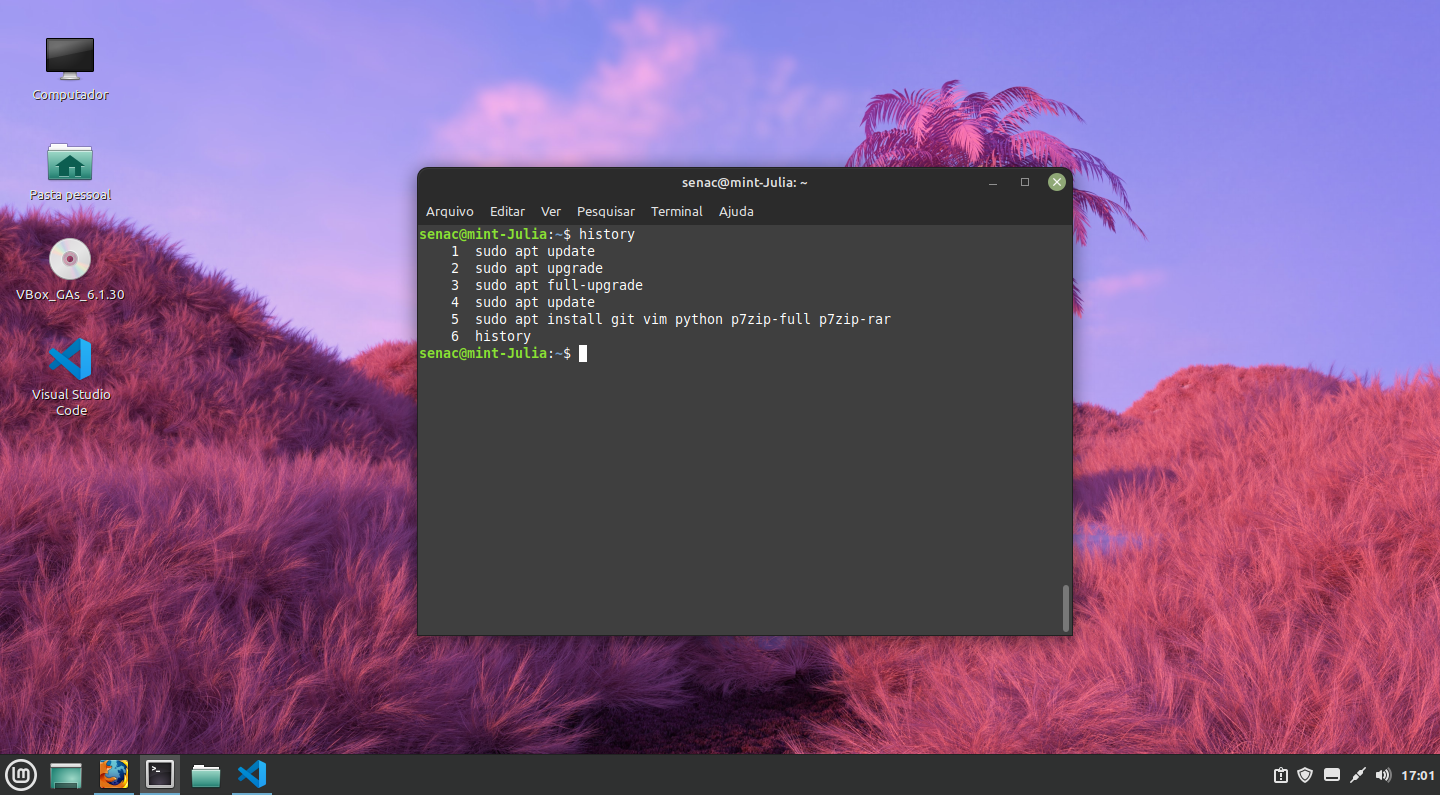 Computador
Pasta pessoal
VBox_GAs_6.1.30
Visual Studio
Code
senac@mint-Julia: ~
Arquivo Editar Ver Pesquisar Terminal Ajuda
senac@mint-Julia:~$ history
1 sudo apt update
2 sudo apt upgrade
3 sudo apt full-upgrade
4 sudo apt update
5 sudo apt install git vim python p7zip-full p7zip-rar
6 history
senac@mint-Julia:~$
17:01